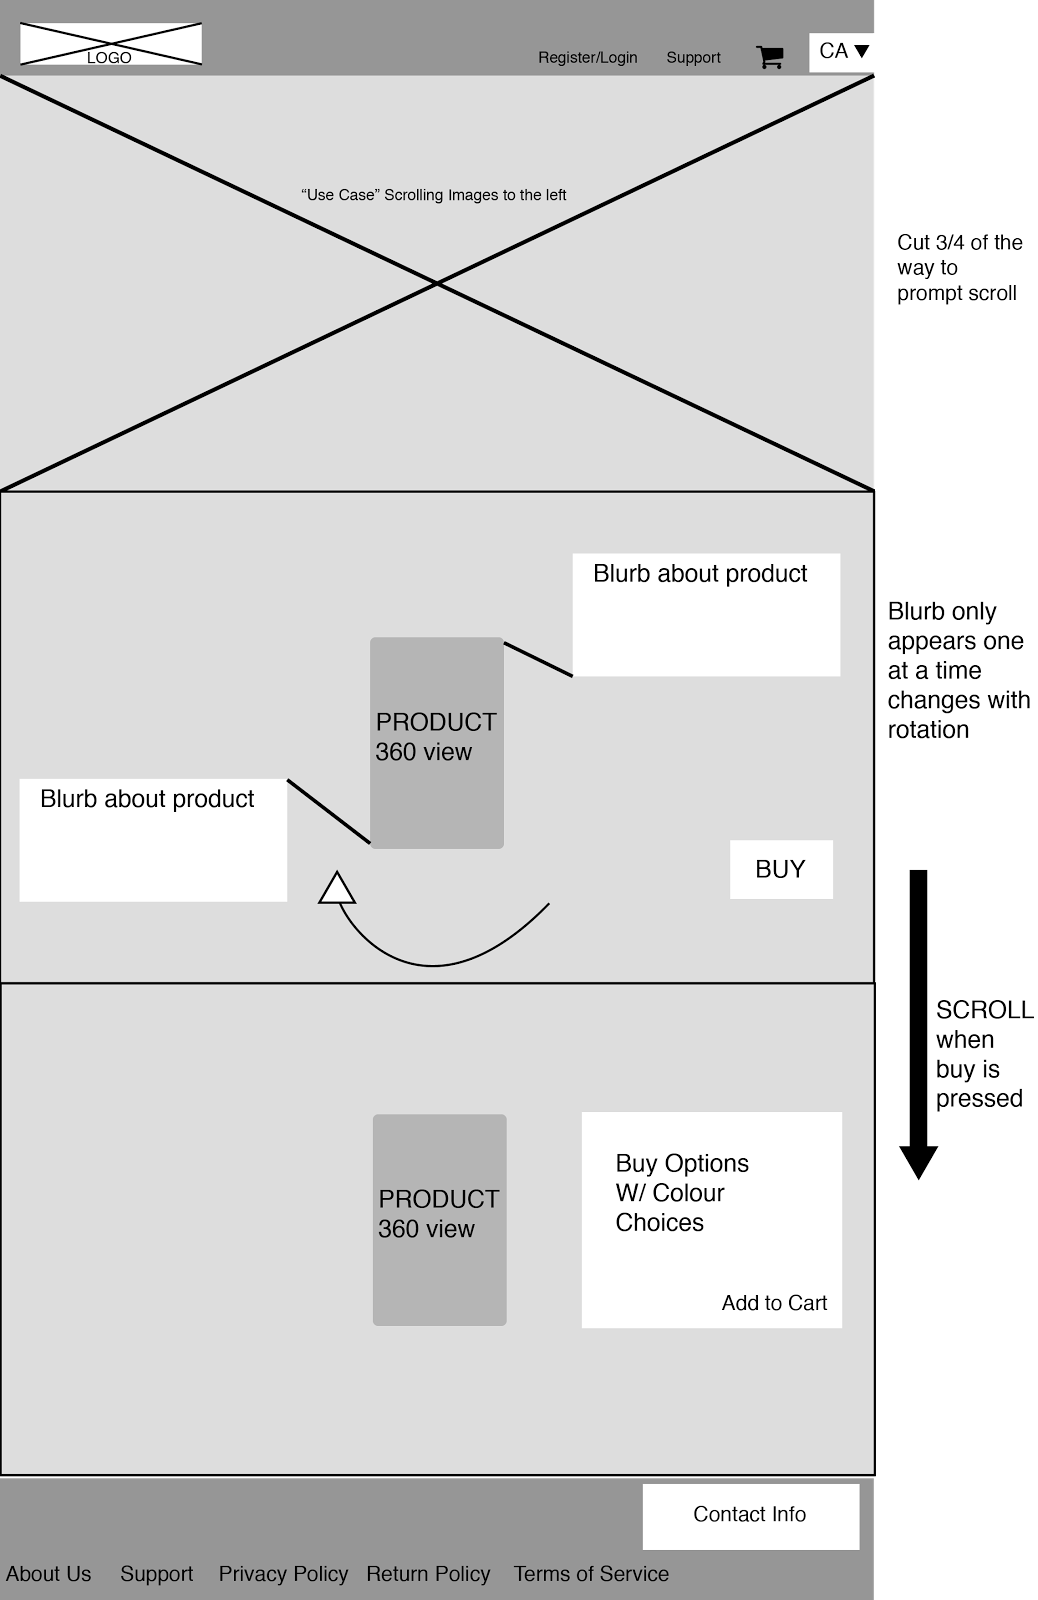 LOGO
Register/Login
Support
CA
“Use Case” Scrolling Images to the left
Cut 3/4 of the
way to
prompt scroll
Blurb about product
Blurb only
appears one
at a time
changes with
rotation
PRODUCT
360 view
Blurb about product
BUY
SCROLL
when
buy is
pressed
PRODUCT
360 view
Buy Options
W/ Colour
Choices
Add to Cart
Contact Info
About Us
Support
Privacy Policy
Return Policy
Terms of Service